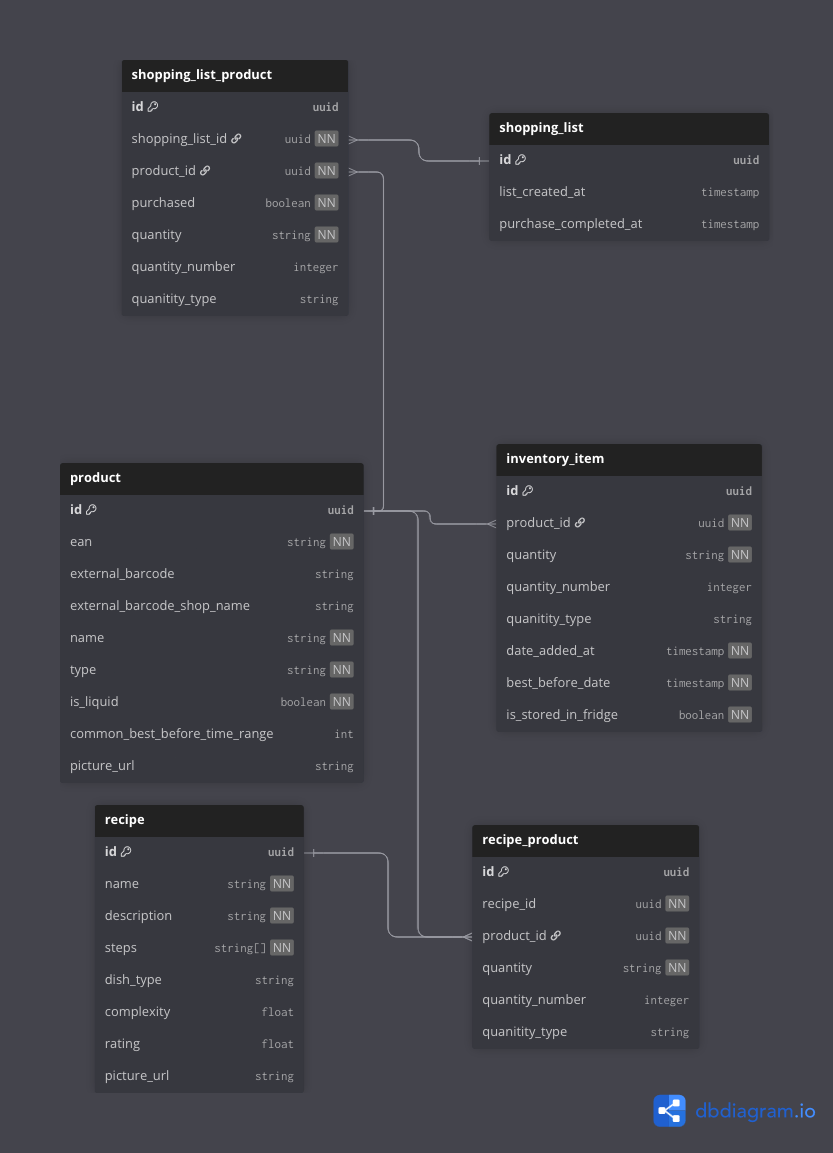 shopping_list_product
id uuid
shopping_list_id uuid NN
product_id uuid NN
purchased boolean NN
quantity string NN
quantity_number integer
quanitity_type string
shopping_list
id uuid
list_created_at timestamp
purchase_completed_at timestamp
product
id uuid
ean string NN
external_barcode string
external_barcode_shop_name string
name string NN
type string NN
is_liquid boolean NN
common_best_before_time_range int
picture_url string
inventory_item
id uuid
product_id uuid NN
quantity string NN
quantity_number integer
quanitity_type string
date_added_at timestamp NN
best_before_date timestamp NN
is_stored_in_fridge boolean NN
recipe
id uuid
name string NN
description string NN
steps string[] NN
dish_type string
complexity float
rating float
picture_url string
recipe_product
id uuid
recipe_id uuid NN
product_id uuid NN
quantity string NN
quantity_number integer
quanitity_type string
dbdiagram.io